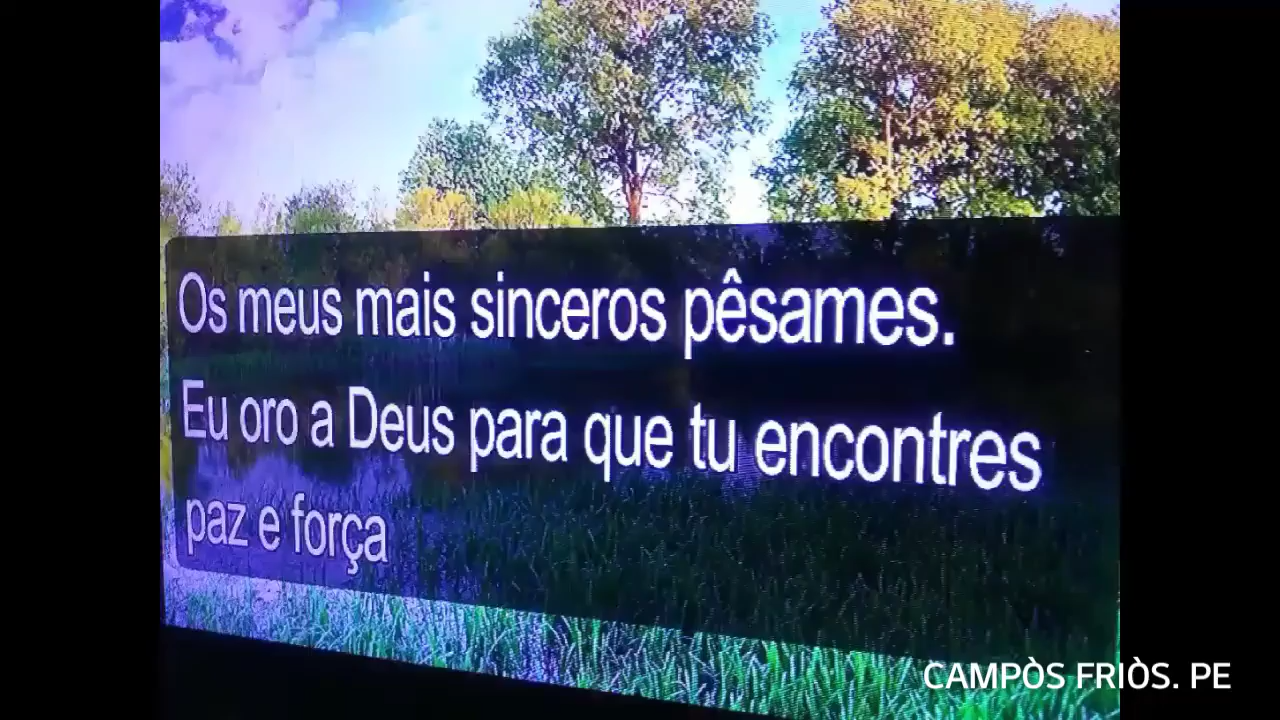 Os meus mais sinceros pêsames.
Eu oro a Deus para que tu encontres
paz e força
CAMPÒS FRIÒS. PE